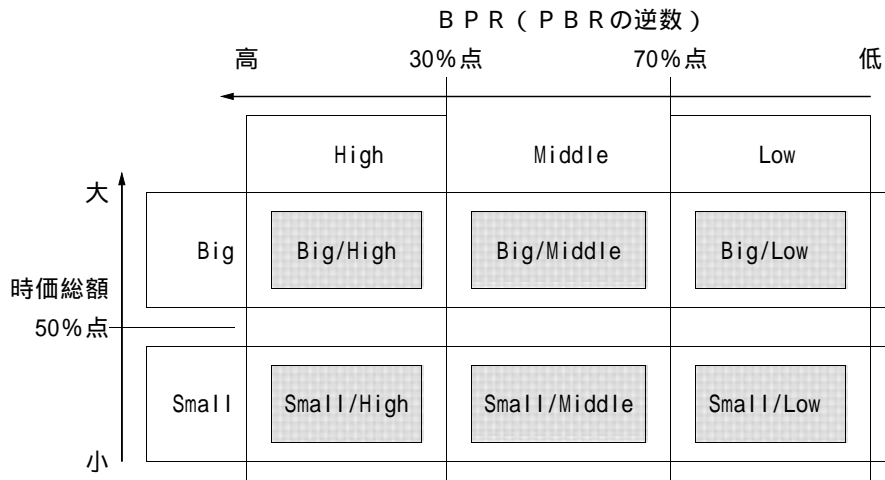 ＢＰＲ（ＰＢＲの逆数）
高 30%点 70%点 低
High Middle Low
大
Big Big/High Big/Middle Big/Low
時価総額
50%点
Small Small/High Small/Middle Small/Low
小